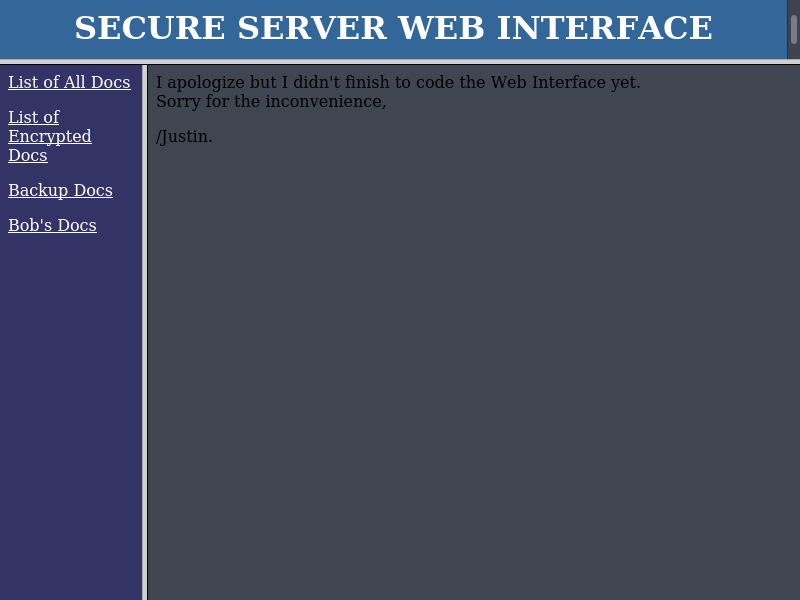 SECURE SERVER WEB INTERFACE
List of All Docs
List of
Encrypted
Docs
Backup Docs
Bob's Docs
I apologize but I didn't finish to code the Web Interface yet.
Sorry for the inconvenience,
/Justin.